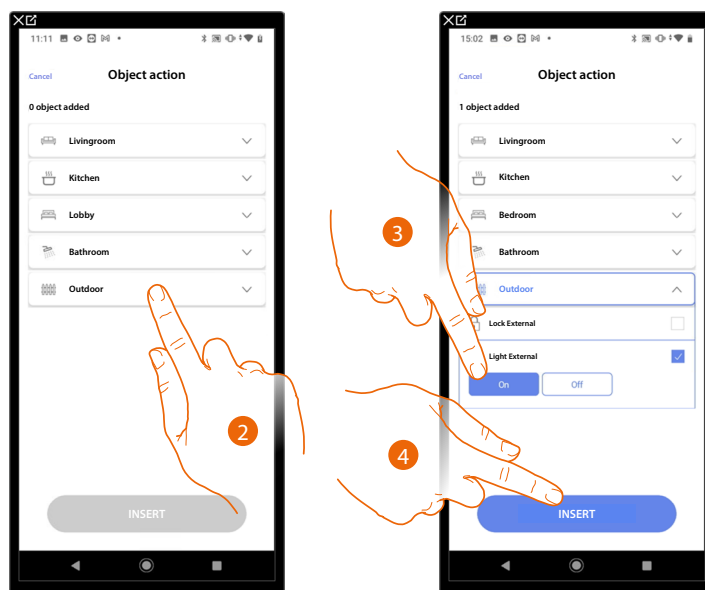 11:11
Cancel
Object action
0 object added
Livingroom
Kitchen
Lobby
Bathroom
Outdoor
2
INSERT
15:02
Cancel
Object action
1 object added
Livingroom
Kitchen
3
Bedroom
Bathroom
Outdoor
Lock External
Light External
On Off
4
INSERT